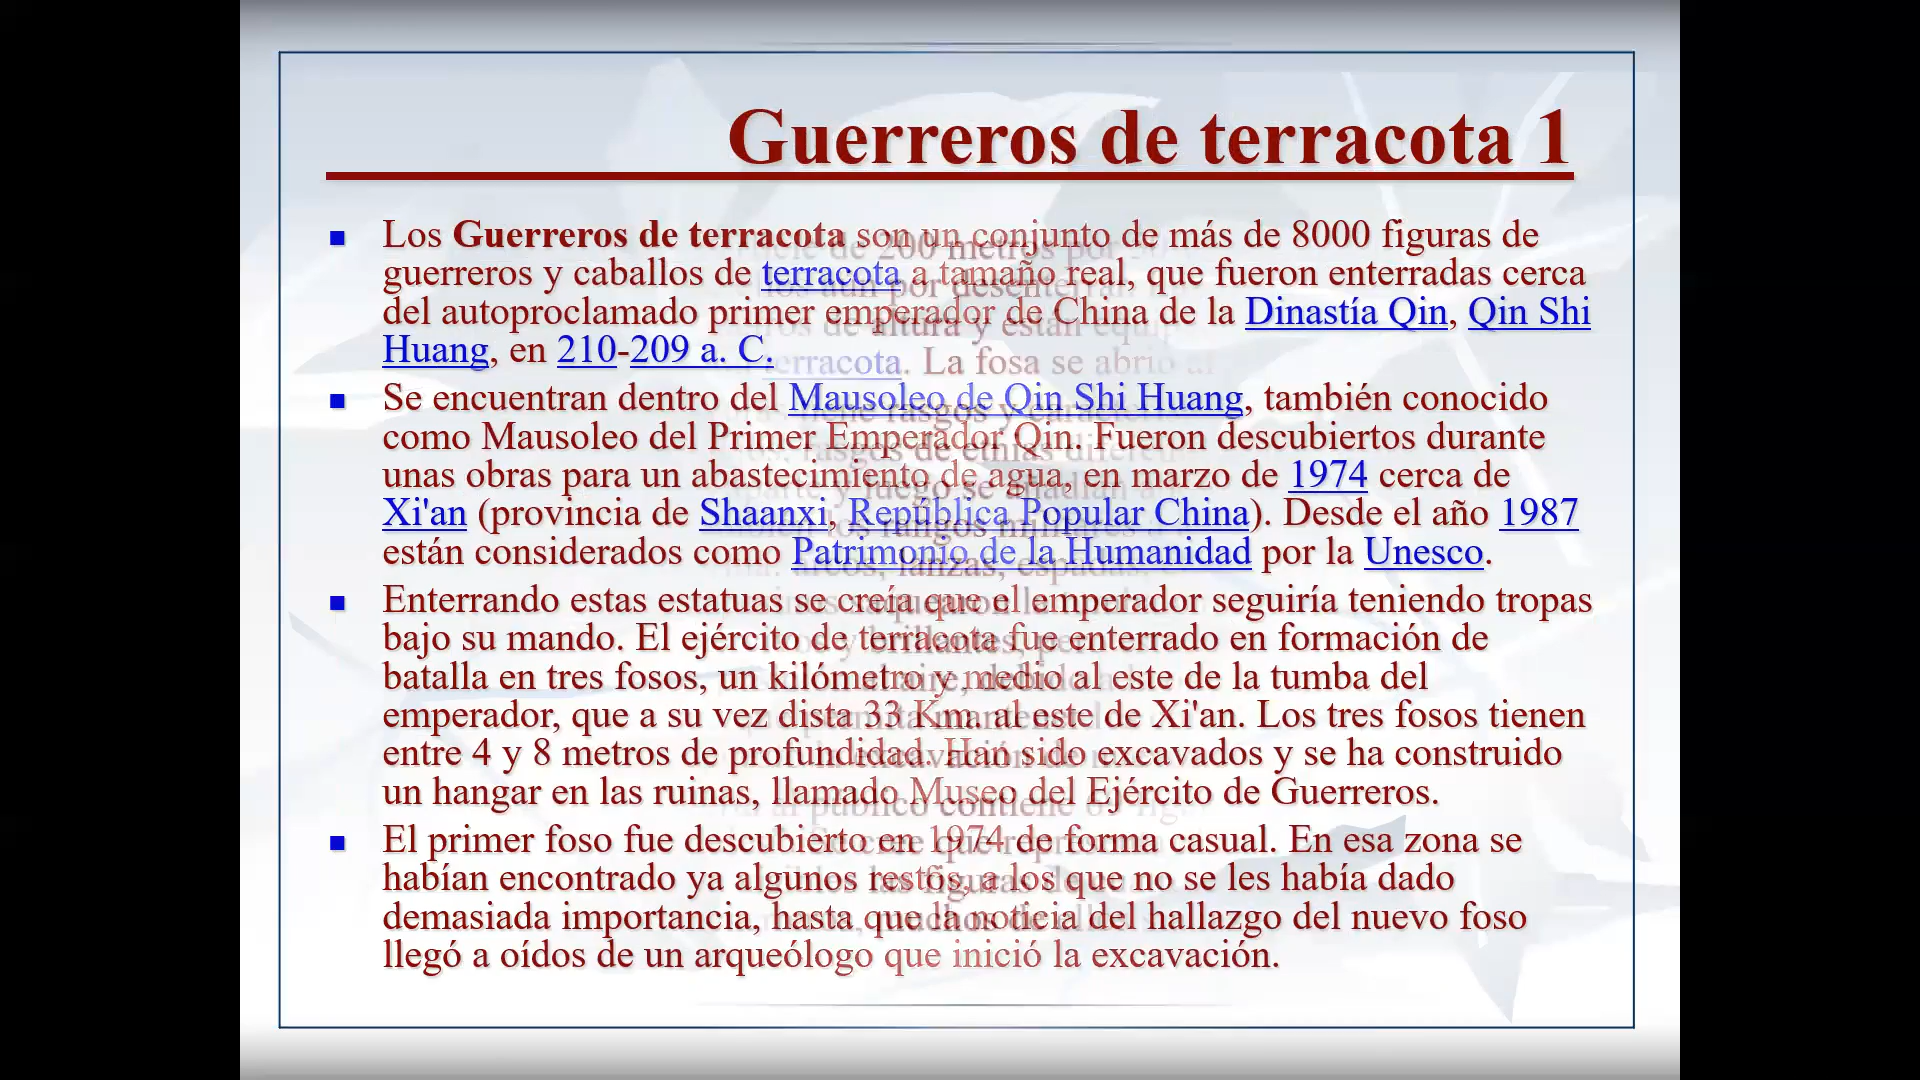 Guerreros de terracota 1
Los Guerreros de terracota son un conjunto de más de 8000 figuras de
guerreros y caballos de terracota a tamaño real, que fueron enterradas cerca
del autoproclamado primer emperador de China de la Dinastía Qin, Qin Shi
Huang, en 210-209 a. C.
Se encuentran dentro del Mausoleo de Qin Shi Huang, también conocido
como Mausoleo del Primer Emperador Qin. Fueron descubiertos durante
unas obras para un abastecimiento de agua, en marzo de 1974 cerca de
Xi'an (provincia de Shaanxi, República Popular China). Desde el año 1987
están considerados como Patrimonio de la Humanidad por la Unesco.
Enterrando estas estatuas se creía que el emperador seguiría teniendo tropas
bajo su mando. El ejército de terracota fue enterrado en formación de
batalla en tres fosos, un kilómetro y medio al este de la tumba del
emperador, que a su vez dista 33 Km. al este de Xi'an. Los tres fosos tienen
entre 4 y 8 metros de profundidad. Han sido excavados y se ha construido
un hangar en las ruinas, llamado Museo del Ejército de Guerreros.
El primer foso fue descubierto en 1974 de forma casual. En esa zona se
habían encontrado ya algunos restos, a los que no se les había dado
demasiada importancia, hasta que la noticia del hallazgo del nuevo foso
llegó a oídos de un arqueólogo que inició la excavación.